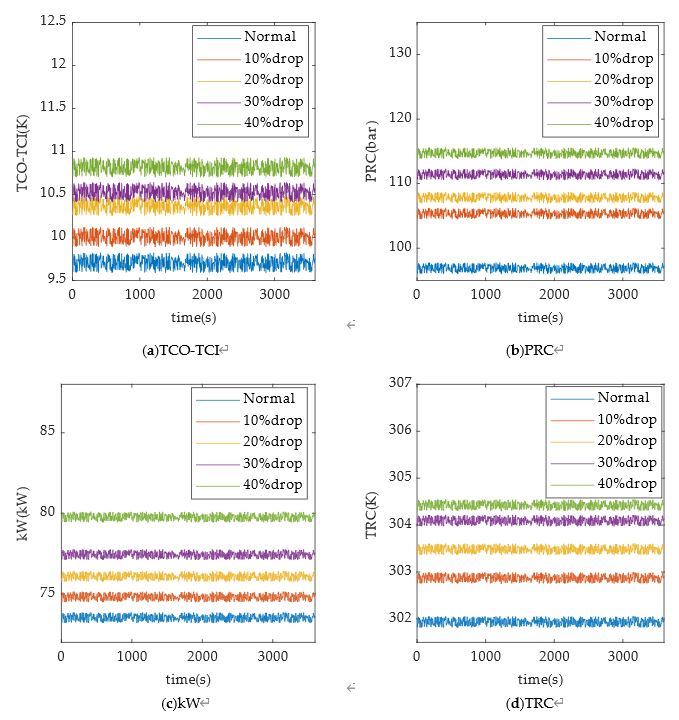 12.5
12
11.5
11
10.5
10
9.5
TCO-TCI(K)
Normal
10%drop
20%drop
30%drop
40%drop
0 1000 2000 3000
time(s)
(a)TCO-TCI↵
130
120
110
100
PRC(bar)
Normal
10%drop
20%drop
30%drop
40%drop
0 1000 2000 3000
time(s)
↵
(b)PRC↵
85
80
75
kW(kW)
Normal
10%drop
20%drop
30%drop
40%drop
0 1000 2000 3000
time(s)
(c)kW↵
307
306
305
304
303
302
TRC(K)
Normal
10%drop
20%drop
30%drop
40%drop
0 1000 2000 3000
time(s)
↵
(d)TRC↵